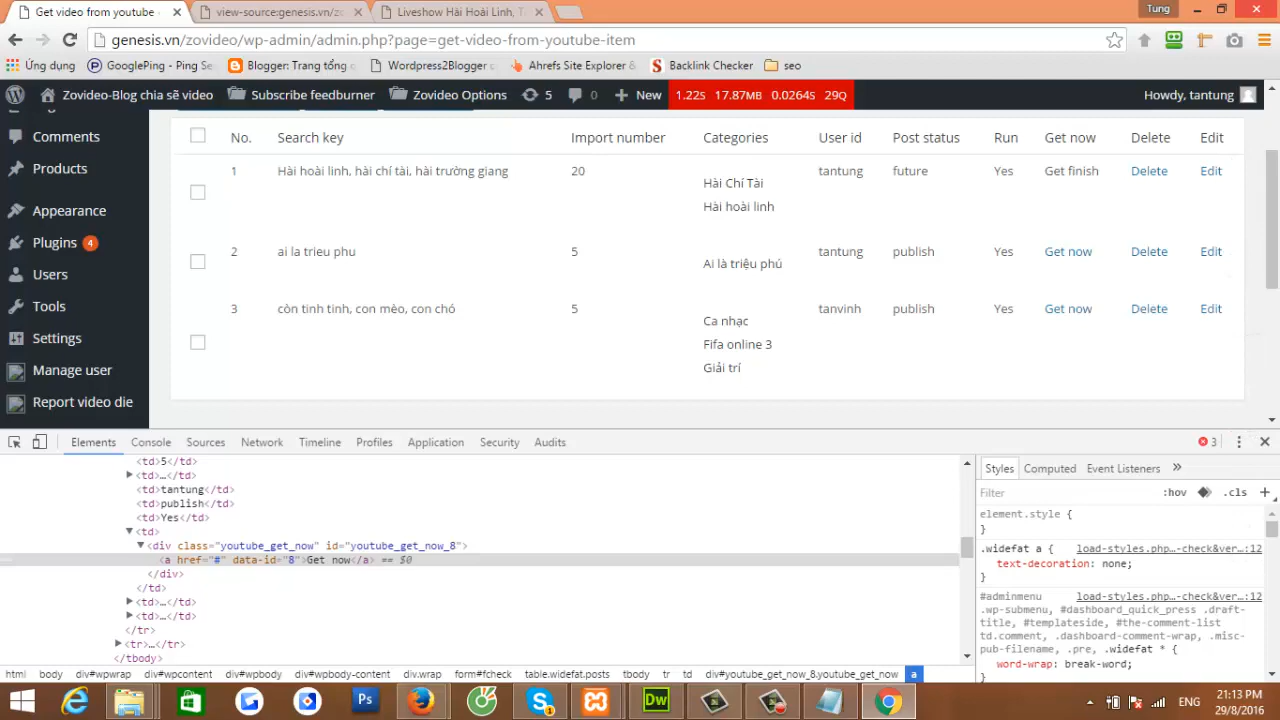 Get video from youtube
view-source:genesis.vn/zo
Liveshow Hài Hoài Linh, T
Tung
genesis.vn/zovideo/wp-admin/admin.php?page=get-video-from-youtube-item
Ứng dụng
GooglePing - Ping Se
Blogger: Trang tổng
Wordpress2Blogger
Ahrefs Site Explorer &
Backlink Checker
seo
Zovideo-Blog chia sẽ video
Subscribe feedburner
Zovideo Options
5
0
New
1.22S 17.87MB 0.0264S 29Q
Howdy, tantung
Comments
Products
Appearance
Plugins 4
Users
Tools
Settings
Manage user
Report video die
No. Search key Import number Categories User id Post status Run Get now Delete Edit
1 Hài hoài linh, hài chí tài, hài trường giang 20 tantung future Yes Get finish Delete Edit
Hài Chí Tài
Hài hoài linh
2 ai la trieu phu 5 tantung publish Yes Get now Delete Edit
Ai là triệu phú
3 còn tinh tinh, con mèo, con chó 5 tanvinh publish Yes Get now Delete Edit
Ca nhạc
Fifa online 3
Giải trí
Elements Console Sources Network Timeline Profiles Application Security Audits
3
<td>5</td>
<td>…</td>
<td>tantung</td>
<td>publish</td>
<td>Yes</td>
<td>
<div class="youtube_get_now" id="youtube_get_now_8">
<a href="#" data-id="8">Get now</a> == $0
</div>
</td>
<td>…</td>
<td>…</td>
</tr>
<tr>…</tr>
</tbody>
Styles Computed Event Listeners »
Filter :hov .cls +
element.style {
}
.widefat a { load-styles.php…-check&ver…:12
text-decoration: none;
}
#adminmenu load-styles.php…-check&ver…:12
.wp-submenu, #dashboard_quick_press .draft-
title, #templateside, #the-comment-list
td.comment, .dashboard-comment-wrap, .misc-
pub-filename, .pre, .widefat * {
word-wrap: break-word;
}
html body div#wpwrap div#wpcontent div#wpbody div#wpbody-content div.wrap form#fcheck table.widefat.posts tbody tr td div#youtube_get_now_8.youtube_get_now a
Ps
1
Dw
ENG
21:13 PM
29/8/2016